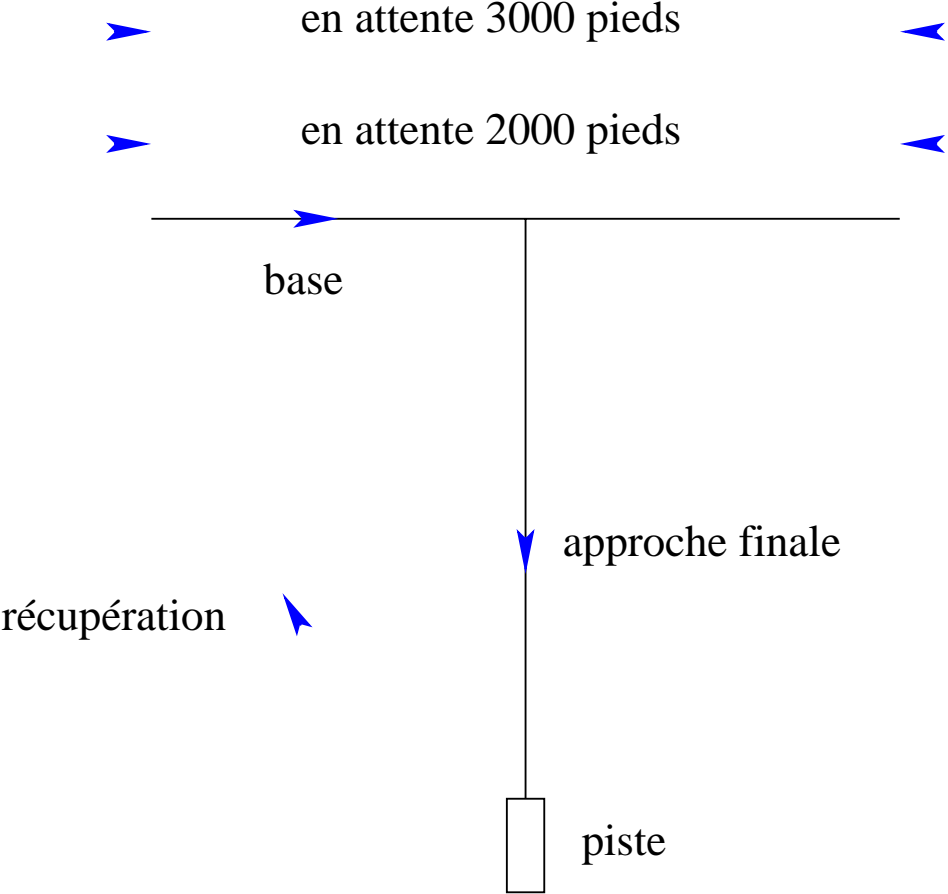 en attente 3000 pieds
en attente 2000 pieds
base
approche finale
récupération
piste